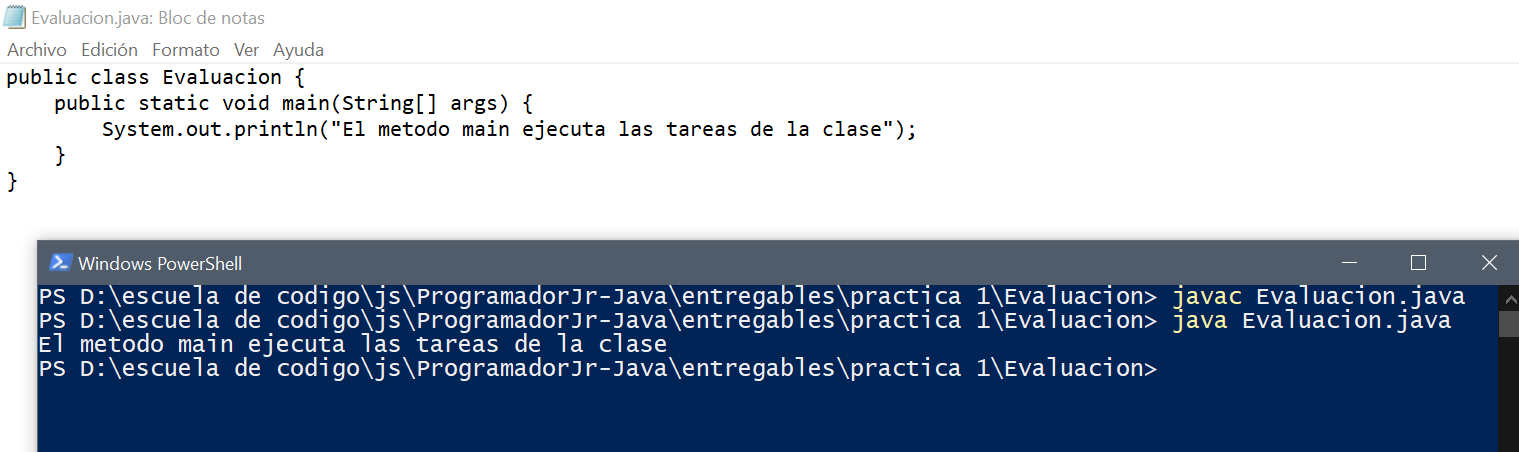 Evaluacion.java: Bloc de notas
Archivo Edición Formato Ver Ayuda
public class Evaluacion {
    public static void main(String[] args) {
        System.out.println("El metodo main ejecuta las tareas de la clase");
    }
}
Windows PowerShell
PS D:\escuela de codigo\js\ProgramadorJr-Java\entregables\practica 1\Evaluacion> javac Evaluacion.java
PS D:\escuela de codigo\js\ProgramadorJr-Java\entregables\practica 1\Evaluacion> java Evaluacion.java
El metodo main ejecuta las tareas de la clase
PS D:\escuela de codigo\js\ProgramadorJr-Java\entregables\practica 1\Evaluacion>